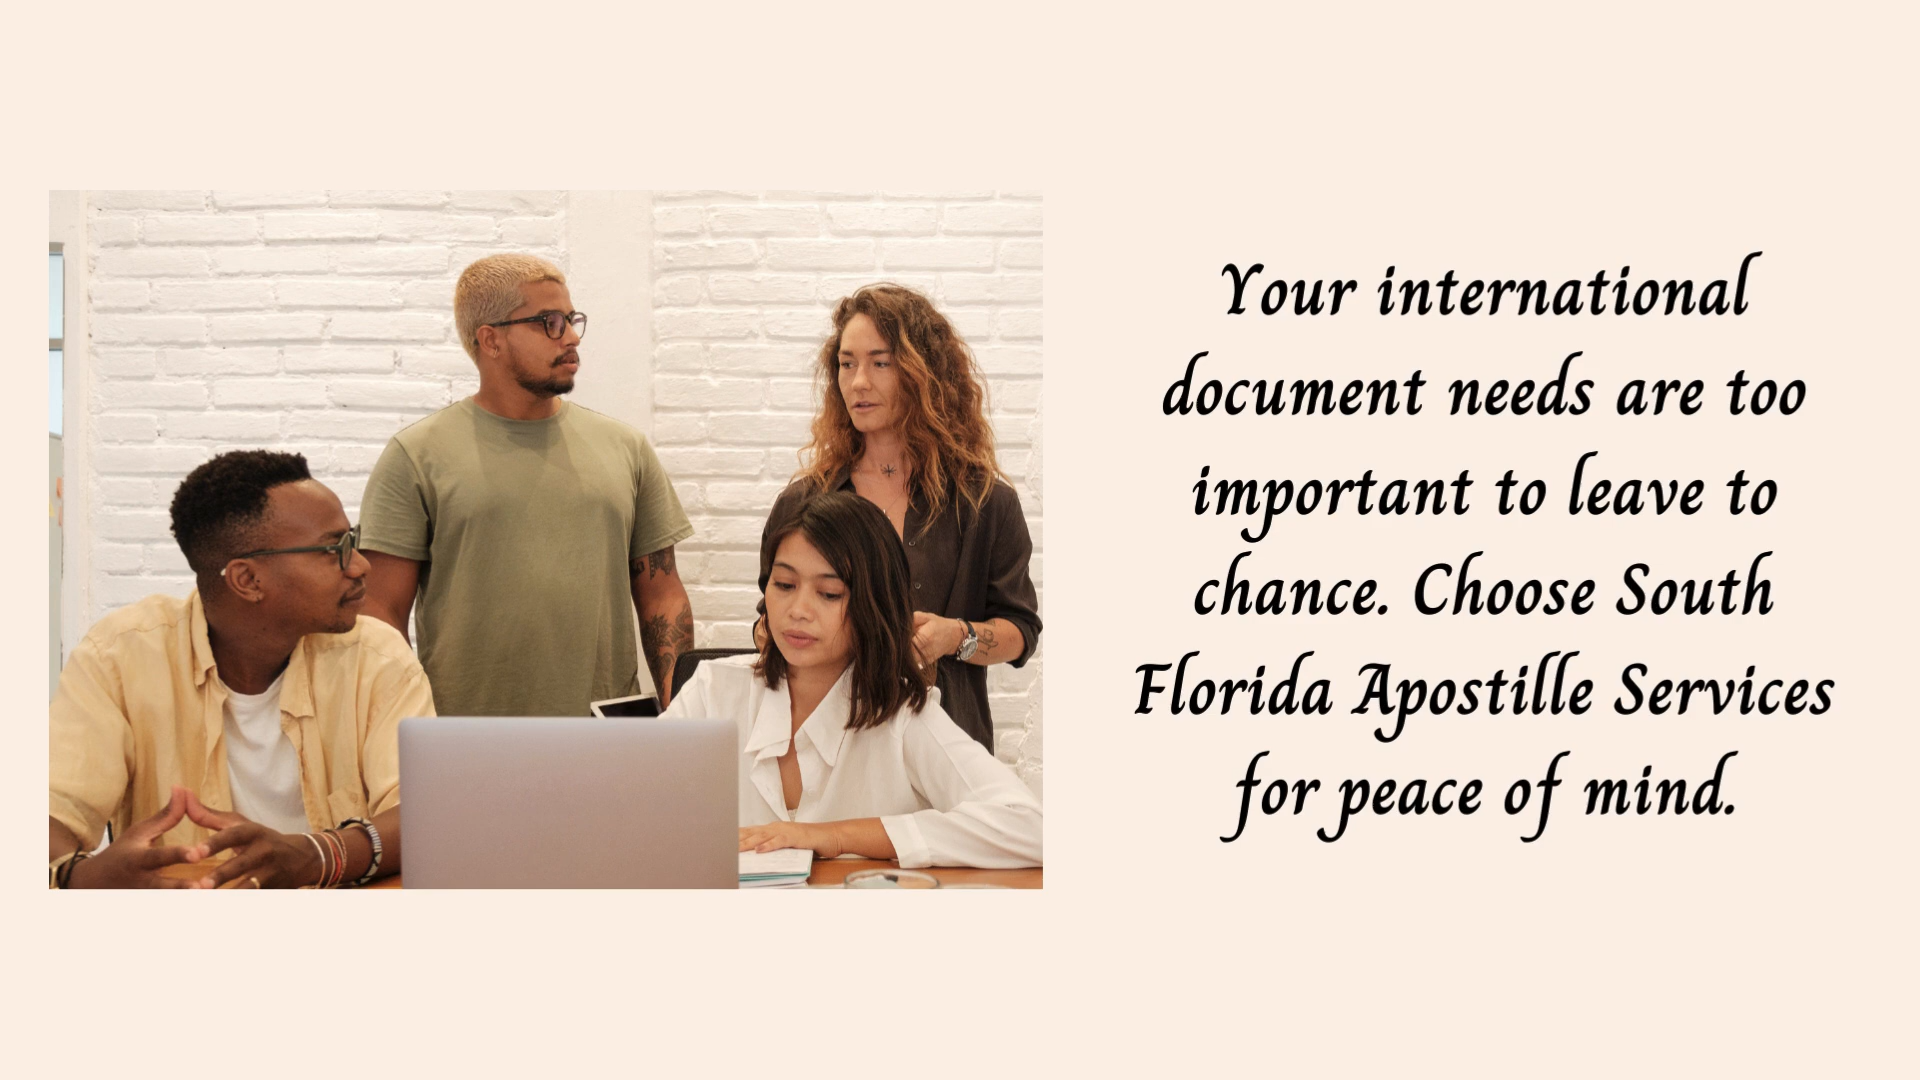 Your international
document needs are too
important to leave to
chance. Choose South
Florida Apostille Services
for peace of mind.